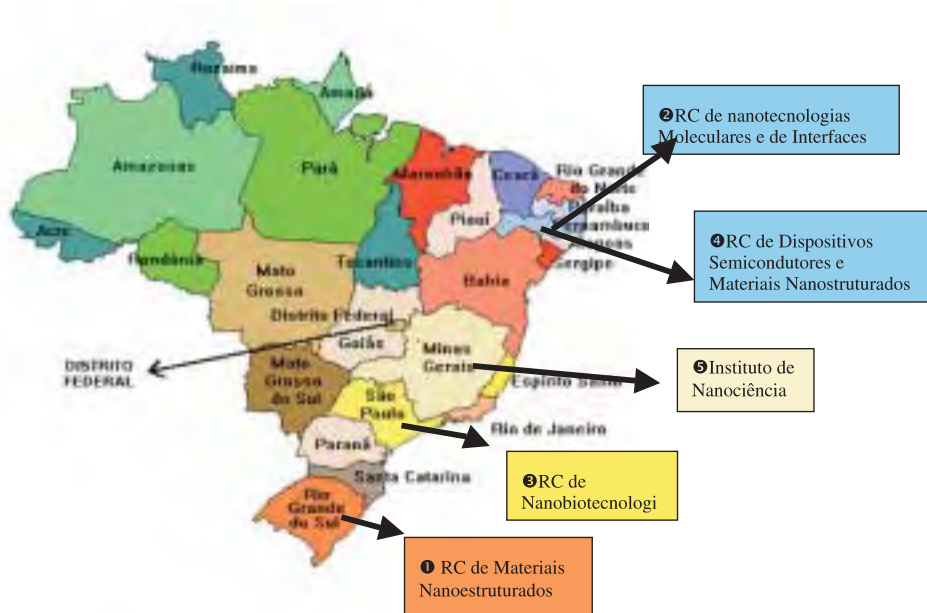 Roraima
Amapá
Amazonas
Pará
Maranhão
Ceará
Rio Grande
do Norte
Paraíba
Piauí
Pernambuco
Alagoas
Sergipe
Acre
Rondônia
Tocantins
Mato
Grosso
Bahia
Distrito Federal
Goiás
Minas
Gerais
DISTRITO
FEDERAL
Mato
Grosso
do Sul
Espírito Santo
São
Paulo
Rio de Janeiro
Paraná
Santa Catarina
Rio
Grande
do Sul
❷RC de nanotecnologias
Moleculares e de Interfaces
❹RC de Dispositivos
Semicondutores e
Materiais Nanostruturados
❺Instituto de
Nanociência
❸RC de
Nanobiotecnologi
❶ RC de Materiais
Nanoestruturados